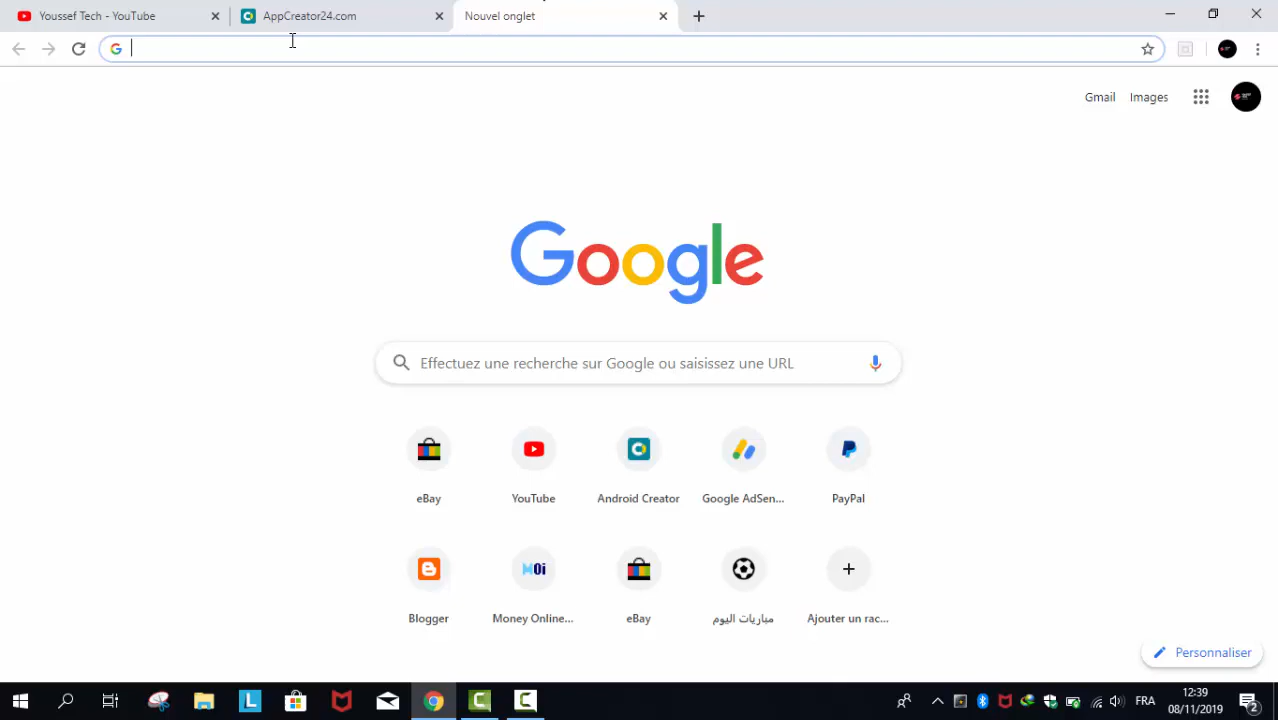 Youssef Tech - YouTube
AppCreator24.com
Nouvel onglet
Gmail
Images
Google
Effectuez une recherche sur Google ou saisissez une URL
eBay
YouTube
Android Creator
Google AdSen...
PayPal
Blogger
Money Online...
eBay
مباريات اليوم
Ajouter un rac...
Personnaliser
FRA
12:39
08/11/2019
2